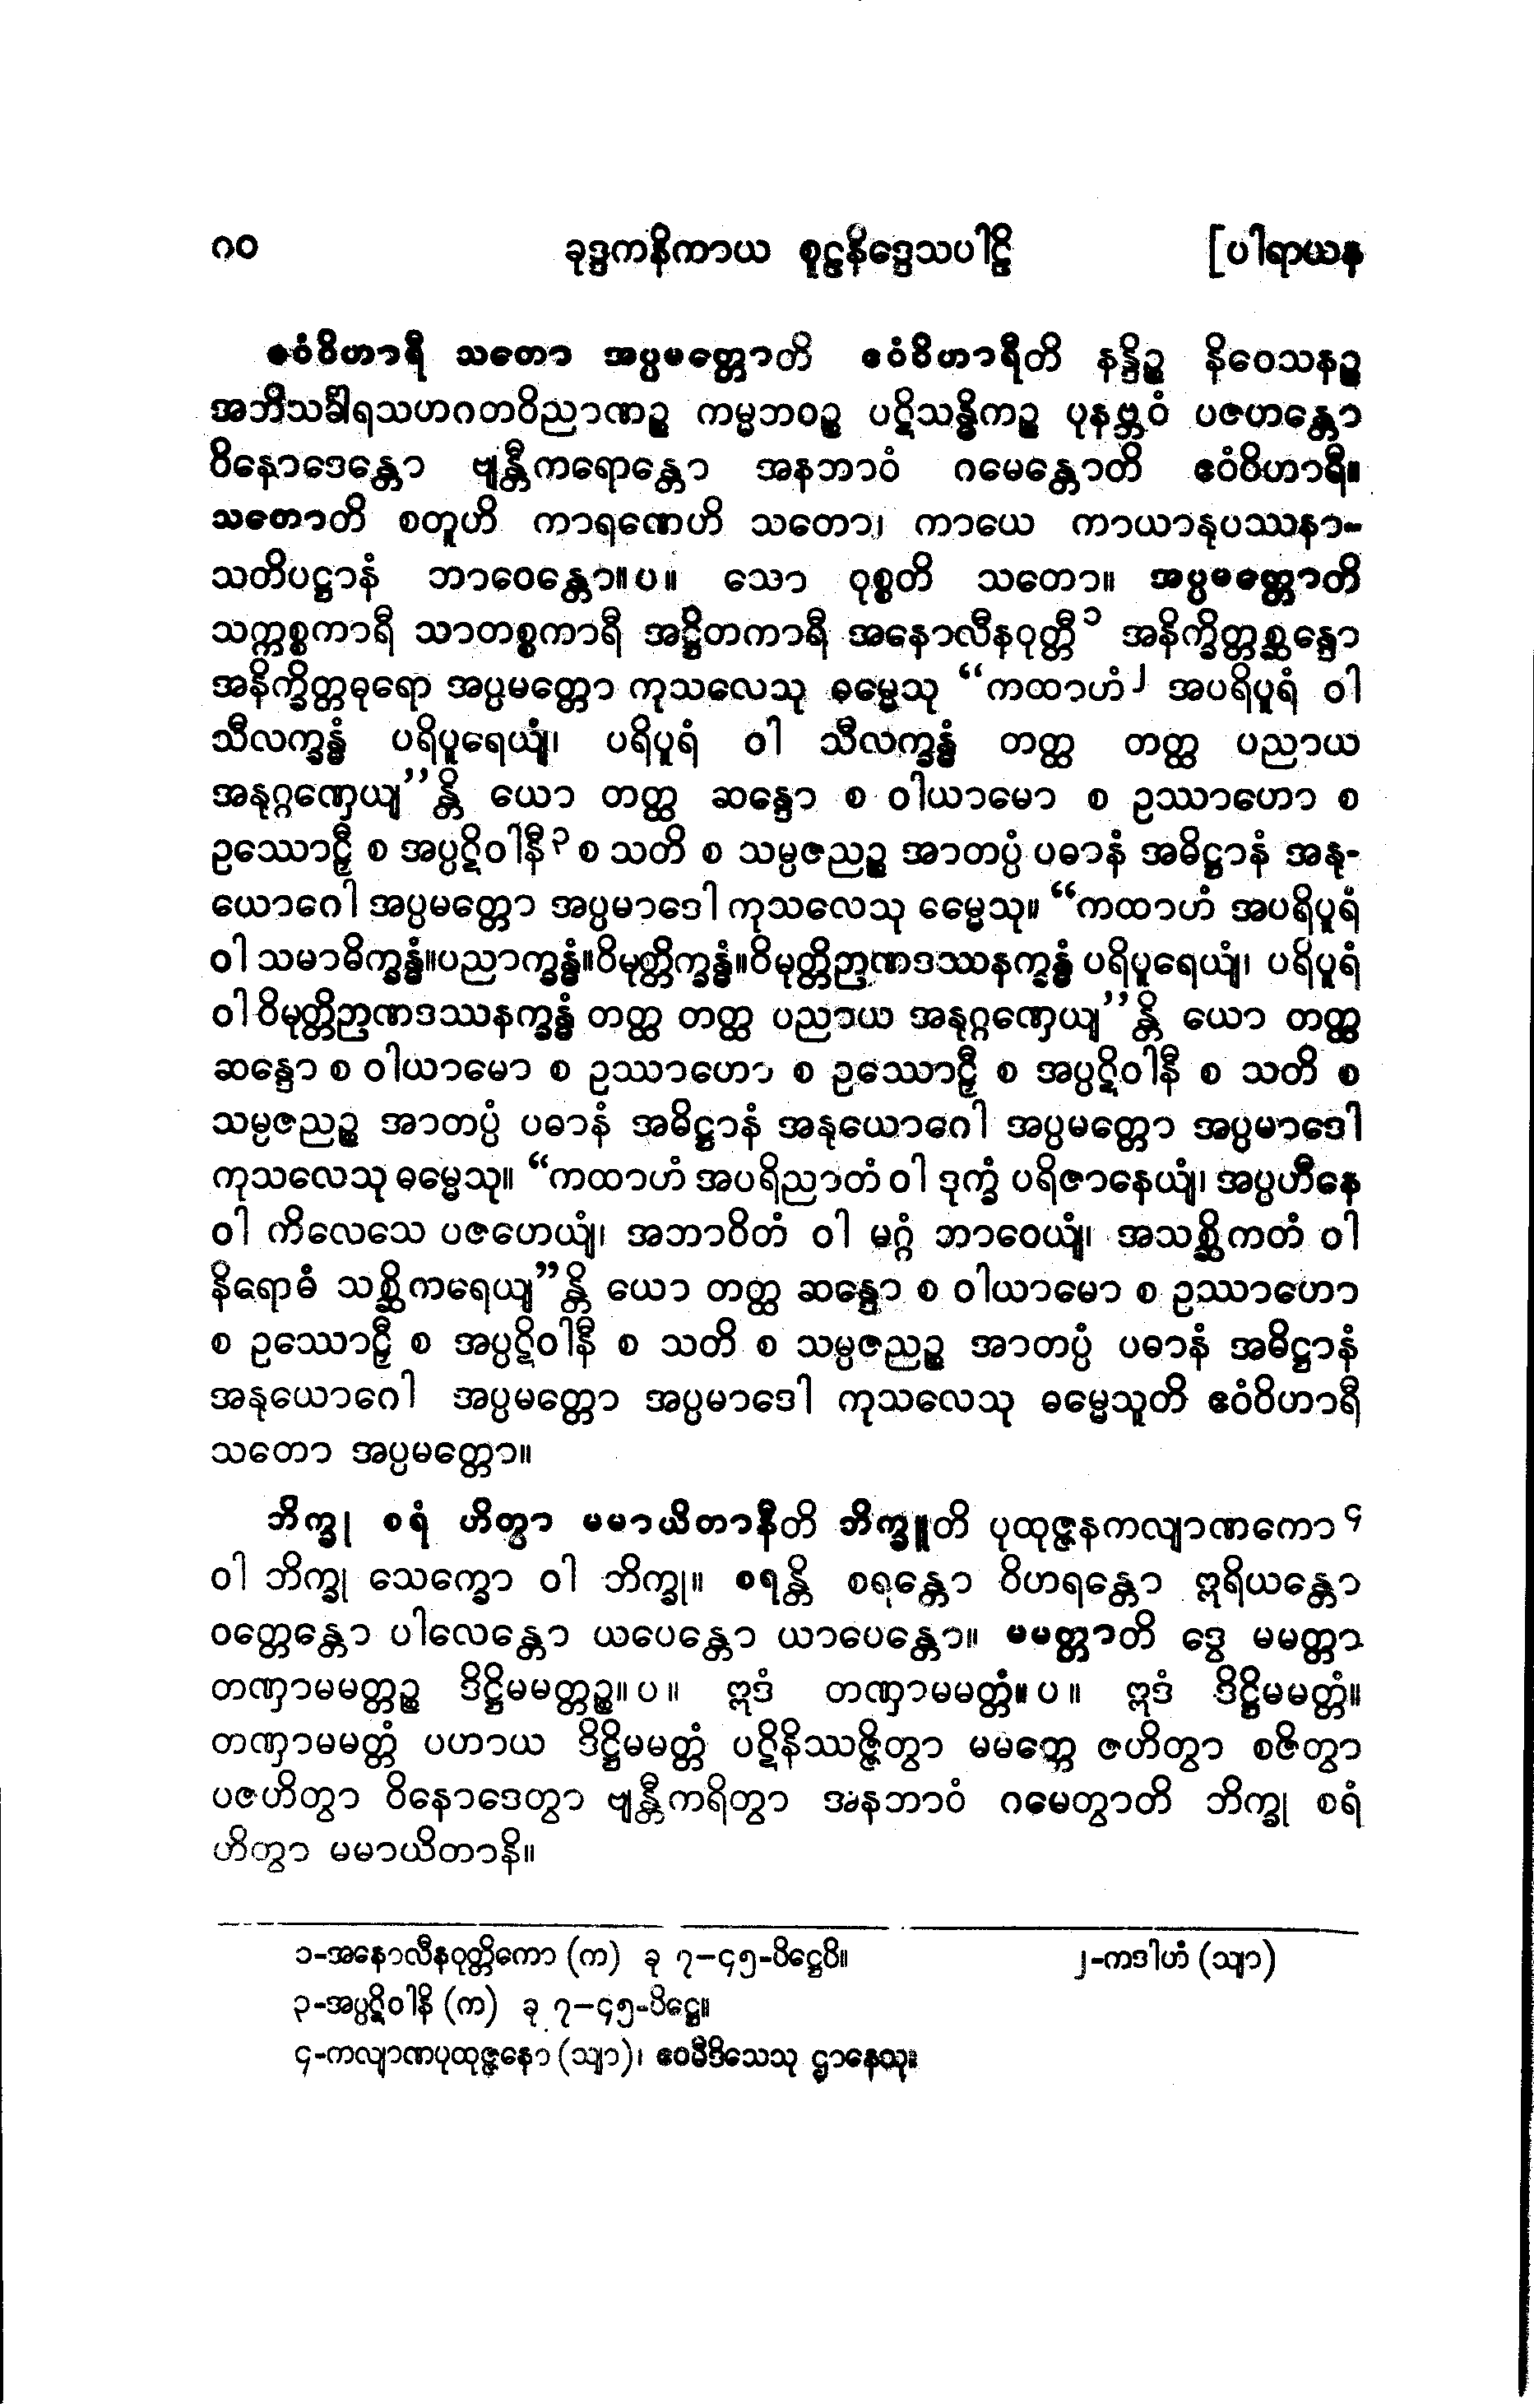 ၈၀ ခုဒ္ဒကနိကာယ စူဠနိဒ္ဒေသပါဠိ [ပါရာယန
ဧဝံဝိဟာရီ သတော အပ္ပမတ္တောတိ ဧဝံဝိဟာရီတိ နန္ဒိဉ္စ နိဝေသနဉ္စ
အဘိသင်္ခါရသဟဂတဝိညာဏဉ္စ ကမ္မဘဝဉ္စ ပဋိသန္ဓိကဉ္စ ပုနဗ္ဘဝံ ပဇဟန္တော
ဝိနောဒေန္တော ဗျန္တီကရောန္တော အနဘာဝံ ဂမေန္တောတိ ဧဝံဝိဟာရီ။
သတောတိ စတူဟိ ကာရဏေဟိ သတော၊ ကာယေ ကာယာနုပဿနာ-
သတိပဋ္ဌာနံ ဘာဝေန္တော။ပ။ သော ဝုစ္စတိ သတော။ အပ္ပမတ္တောတိ
သက္ကစ္စကာရီ သာတစ္စကာရီ အဋ္ဌိတကာရီ အနောလီနဝုတ္တီ၁ အနိက္ခိတ္တစ္ဆန္ဒော
အနိက္ခိတ္တဓုရော အပ္ပမတ္တော ကုသလေသု ဓမ္မေသု “ကထာဟံ၂ အပရိပူရံ ဝါ
သီလက္ခန္ဓံ ပရိပူရေယျံ၊ ပရိပူရံ ဝါ သီလက္ခန္ဓံ တတ္ထ တတ္ထ ပညာယ
အနုဂ္ဂဏှေယျ”န္တိ ယော တတ္ထ ဆန္ဒော စ ဝါယာမော စ ဥဿာဟော စ
ဥဿောဠှီ စ အပ္ပဋိဝါနီ၃ စ သတိ စ သမ္ပဇညဉ္စ အာတပ္ပံ ပဓာနံ အဓိဋ္ဌာနံ အနု-
ယောဂေါ အပ္ပမတ္တော အပ္ပမာဒေါ ကုသလေသု ဓမ္မေသု။ “ကထာဟံ အပရိပူရံ
ဝါ သမာဓိက္ခန္ဓံ။ပညာက္ခန္ဓံ။ဝိမုတ္တိက္ခန္ဓံ။ဝိမုတ္တိဉာဏဒဿနက္ခန္ဓံ ပရိပူရေယျံ၊ ပရိပူရံ
ဝါ ဝိမုတ္တိဉာဏဒဿနက္ခန္ဓံ တတ္ထ တတ္ထ ပညာယ အနုဂ္ဂဏှေယျ”န္တိ ယော တတ္ထ
ဆန္ဒော စ ဝါယာမော စ ဥဿာဟော စ ဥဿောဠှီ စ အပ္ပဋိဝါနီ စ သတိ စ
သမ္ပဇညဉ္စ အာတပ္ပံ ပဓာနံ အဓိဋ္ဌာနံ အနုယောဂေါ အပ္ပမတ္တော အပ္ပမာဒေါ
ကုသလေသု ဓမ္မေသု။ “ကထာဟံ အပရိညာတံ ဝါ ဒုက္ခံ ပရိဇာနေယျံ၊ အပ္ပဟီနေ
ဝါ ကိလေသေ ပဇဟေယျံ၊ အဘာဝိတံ ဝါ မဂ္ဂံ ဘာဝေယျံ၊ အသစ္ဆိကတံ ဝါ
နိရောဓံ သစ္ဆိကရေယျ”န္တိ ယော တတ္ထ ဆန္ဒော စ ဝါယာမော စ ဥဿာဟော
စ ဥဿောဠှီ စ အပ္ပဋိဝါနီ စ သတိ စ သမ္ပဇညဉ္စ အာတပ္ပံ ပဓာနံ အဓိဋ္ဌာနံ
အနုယောဂေါ အပ္ပမတ္တော အပ္ပမာဒေါ ကုသလေသု ဓမ္မေသူတိ ဧဝံဝိဟာရီ
သတော အပ္ပမတ္တော။
ဘိက္ခု စရံ ဟိတွာ မမာယိတာနီတိ ဘိက္ခူတိ ပုထုဇ္ဇနကလျာဏကော၄
ဝါ ဘိက္ခု သေက္ခော ဝါ ဘိက္ခု။ စရန္တိ စရန္တော ဝိဟရန္တော ဣရိယန္တော
ဝတ္တေန္တော ပါလေန္တော ယပေန္တော ယာပေန္တော။ မမတ္တာတိ ဒွေ မမတ္တာ
တဏှာမမတ္တဉ္စ ဒိဋ္ဌိမမတ္တဉ္စ။ပ။ ဣဒံ တဏှာမမတ္တံ။ပ။ ဣဒံ ဒိဋ္ဌိမမတ္တံ။
တဏှာမမတ္တံ ပဟာယ ဒိဋ္ဌိမမတ္တံ ပဋိနိဿဇ္ဇိတွာ မမတ္တေ ဇဟိတွာ စဇိတွာ
ပဇဟိတွာ ဝိနောဒေတွာ ဗျန္တီကရိတွာ အနဘာဝံ ဂမေတွာတိ ဘိက္ခု စရံ
ဟိတွာ မမာယိတာနိ။
၁-အနောလီနဝုတ္တိကော (က) ခု ၇-၄၅-ပိဋ္ဌေပိ။ ၂-ကဒါဟံ (သျာ)
၃-အပ္ပဋိဝါနိ (က) ခု ၇-၄၅-ပိဋ္ဌေ။
၄-ကလျာဏပုထုဇ္ဇနော (သျာ)၊ ဧဝမီဒိသေသု ဌာနေသု။